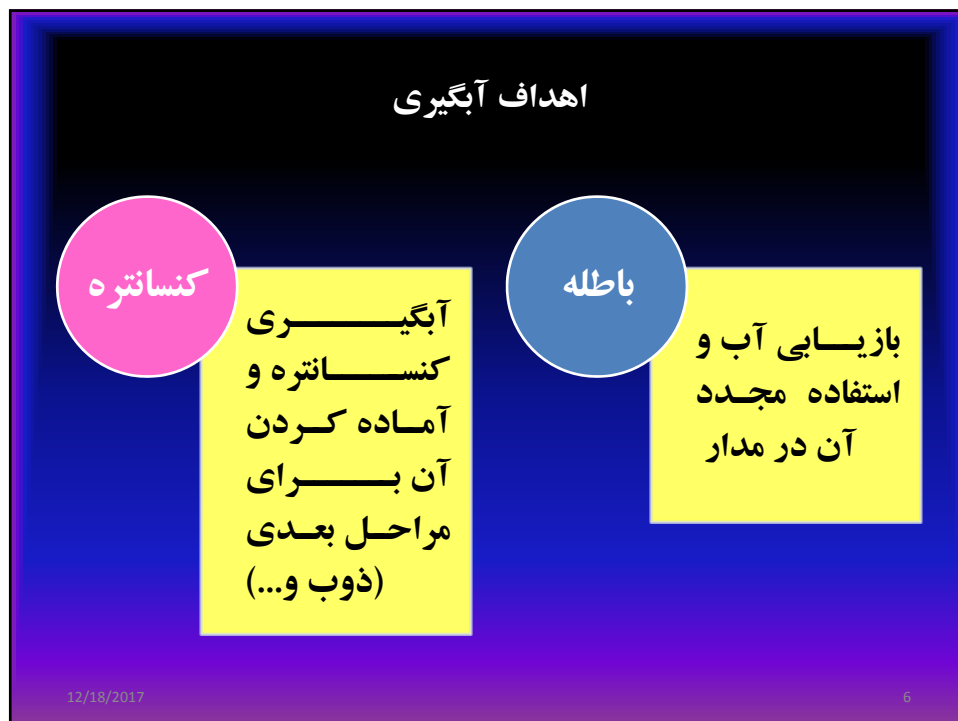 اهداف آبگیری
باطله
بازیابی آب و
استفاده مجدد
آن در مدار
کنسانتره
آبگیری
کنسانتره و
آماده کردن
آن برای
مراحل بعدی
(ذوب و...)
12/18/2017
6